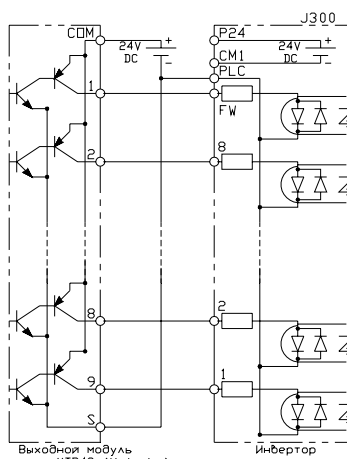 J300
COM
24V
DC
P24
24V
DC
CM1
PLC
1
FW
2
8
8
2
9
1
S
Выходной модуль
Инвертор